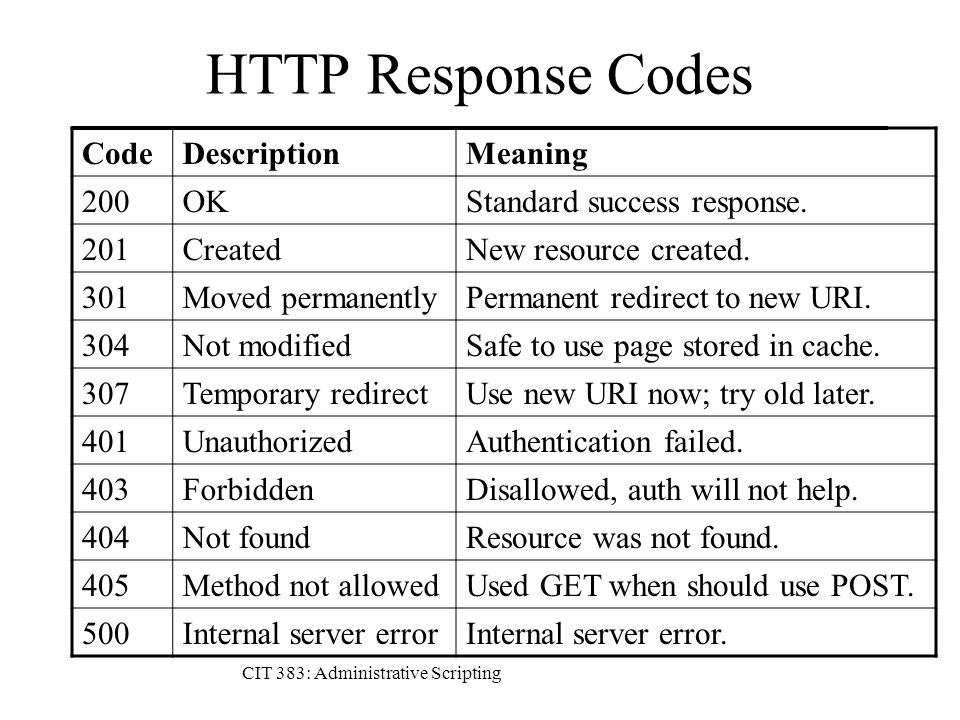 HTTP Response Codes
Code Description Meaning
200 OK Standard success response.
201 Created New resource created.
301 Moved permanently Permanent redirect to new URI.
304 Not modified Safe to use page stored in cache.
307 Temporary redirect Use new URI now; try old later.
401 Unauthorized Authentication failed.
403 Forbidden Disallowed, auth will not help.
404 Not found Resource was not found.
405 Method not allowed Used GET when should use POST.
500 Internal server error Internal server error.
CIT 383: Administrative Scripting